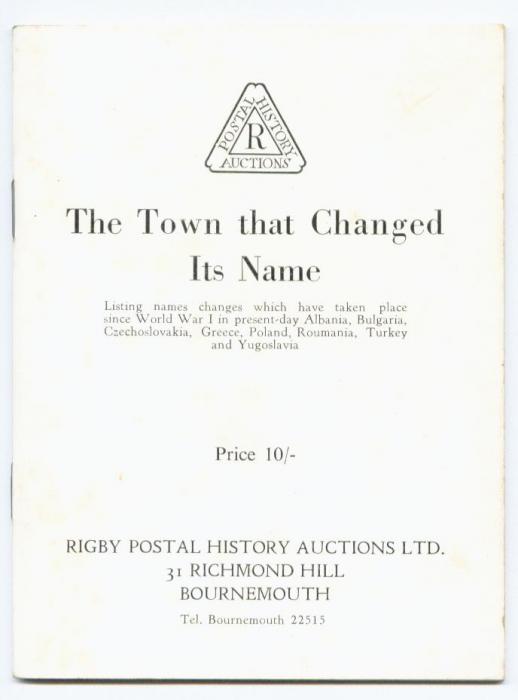 POSTAL HISTORY
R
AUCTIONS
The Town that Changed
Its Name
Listing names changes which have taken place
since World War I in present-day Albania, Bulgaria,
Czechoslovakia, Greece, Poland, Roumania, Turkey
and Yugoslavia
Price 10/-
RIGBY POSTAL HISTORY AUCTIONS LTD.
31 RICHMOND HILL
BOURNEMOUTH
Tel. Bournemouth 22515